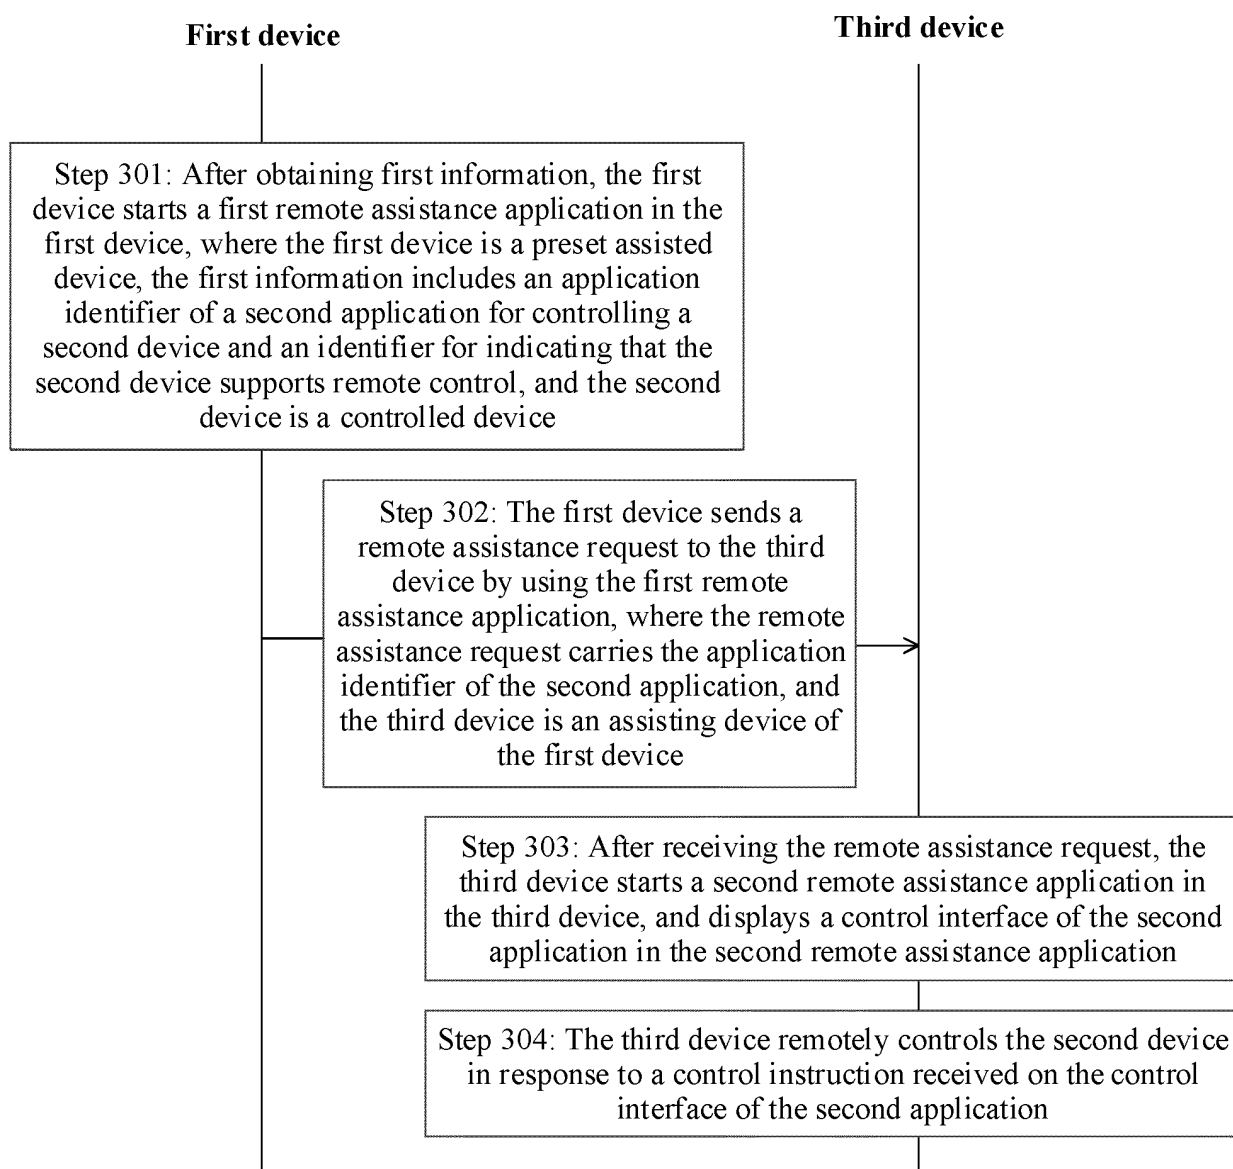 First device
Third device
Step 301: After obtaining first information, the first
device starts a first remote assistance application in the
first device, where the first device is a preset assisted
device, the first information includes an application
identifier of a second application for controlling a
second device and an identifier for indicating that the
second device supports remote control, and the second
device is a controlled device
Step 302: The first device sends a
remote assistance request to the third
device by using the first remote
assistance application, where the remote
assistance request carries the application
identifier of the second application, and
the third device is an assisting device of
the first device
Step 303: After receiving the remote assistance request, the
third device starts a second remote assistance application in
the third device, and displays a control interface of the second
application in the second remote assistance application
Step 304: The third device remotely controls the second device
in response to a control instruction received on the control
interface of the second application